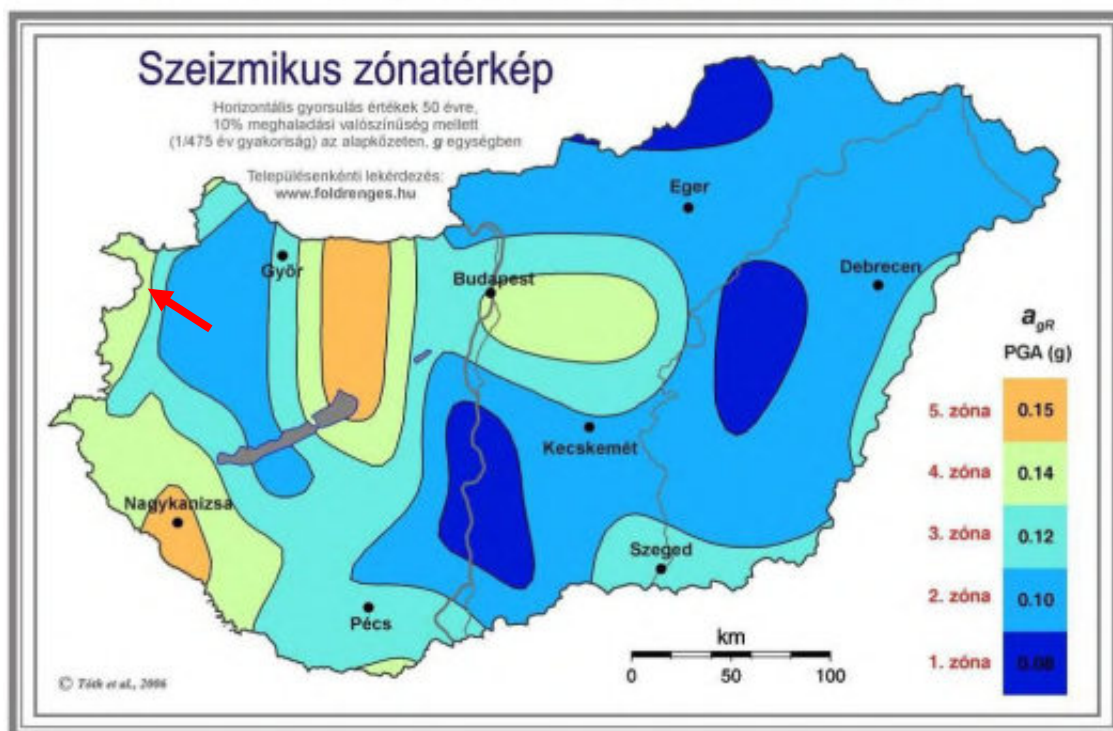 Szeizmikus zónatérkép
Horizontális gyorsulás értékek 50 évre,
10% meghaladási valószínűség mellett
(1/475 év gyakoriság) az alapkőzeten, g egységben
Településenkénti lekérdezés:
www.foldrenges.hu
Eger
Győr
Budapest
Debrecen
Kecskemét
Nagykanizsa
Szeged
Pécs
agR
PGA (g)
5. zóna 0.15
4. zóna 0.14
3. zóna 0.12
2. zóna 0.10
1. zóna 0.08
km
0 50 100
© Tóth et al., 2006